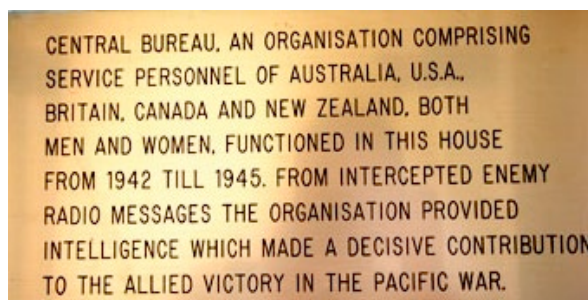 CENTRAL BUREAU, AN ORGANISATION COMPRISING
SERVICE PERSONNEL OF AUSTRALIA, U.S.A.,
BRITAIN, CANADA AND NEW ZEALAND, BOTH
MEN AND WOMEN, FUNCTIONED IN THIS HOUSE
FROM 1942 TILL 1945. FROM INTERCEPTED ENEMY
RADIO MESSAGES THE ORGANISATION PROVIDED
INTELLIGENCE WHICH MADE A DECISIVE CONTRIBUTION
TO THE ALLIED VICTORY IN THE PACIFIC WAR.